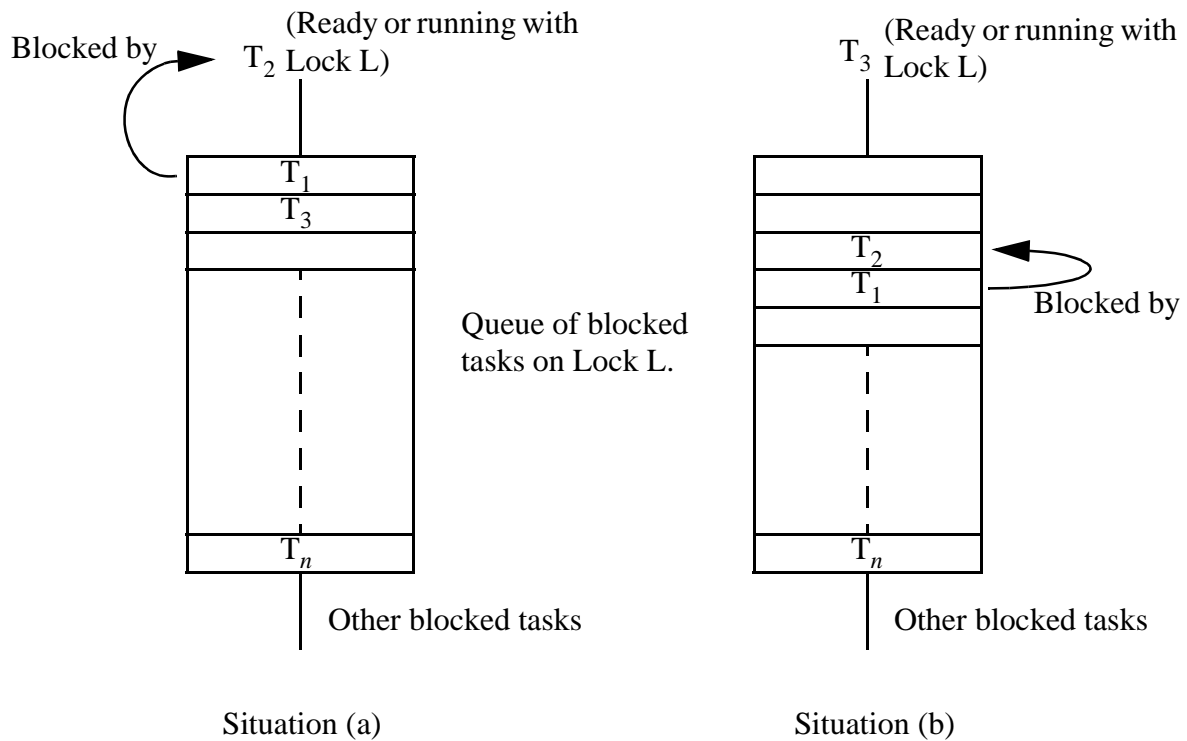 (Ready or running with
Blocked by
T2 Lock L)
T1
T3
Tn
Other blocked tasks
Situation (a)
Queue of blocked
tasks on Lock L.
(Ready or running with
T3 Lock L)
T2
T1
Blocked by
Tn
Other blocked tasks
Situation (b)